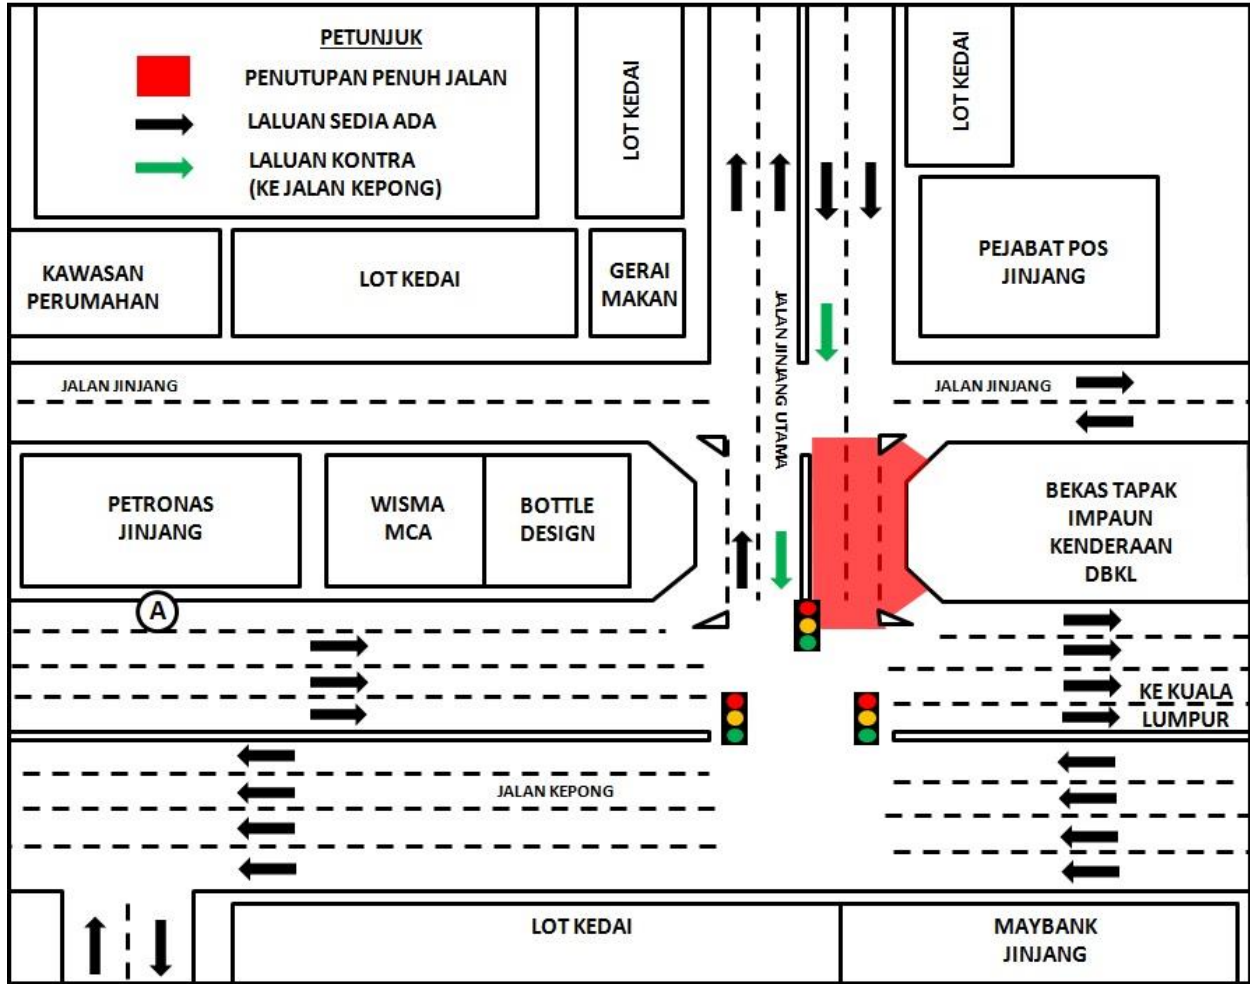 PETUNJUK
PENUTUPAN PENUH JALAN
LALUAN SEDIA ADA
LALUAN KONTRA
(KE JALAN KEPONG)
LOT KEDAI
LOT KEDAI
PEJABAT POS
JINJANG
KAWASAN
PERUMAHAN
LOT KEDAI
GERAI
MAKAN
JALAN JINJANG UTAMA
JALAN JINJANG
JALAN JINJANG
PETRONAS
JINJANG
WISMA
MCA
BOTTLE
DESIGN
BEKAS TAPAK
IMPAUN
KENDERAAN
DBKL
A
KE KUALA
LUMPUR
JALAN KEPONG
LOT KEDAI
MAYBANK
JINJANG